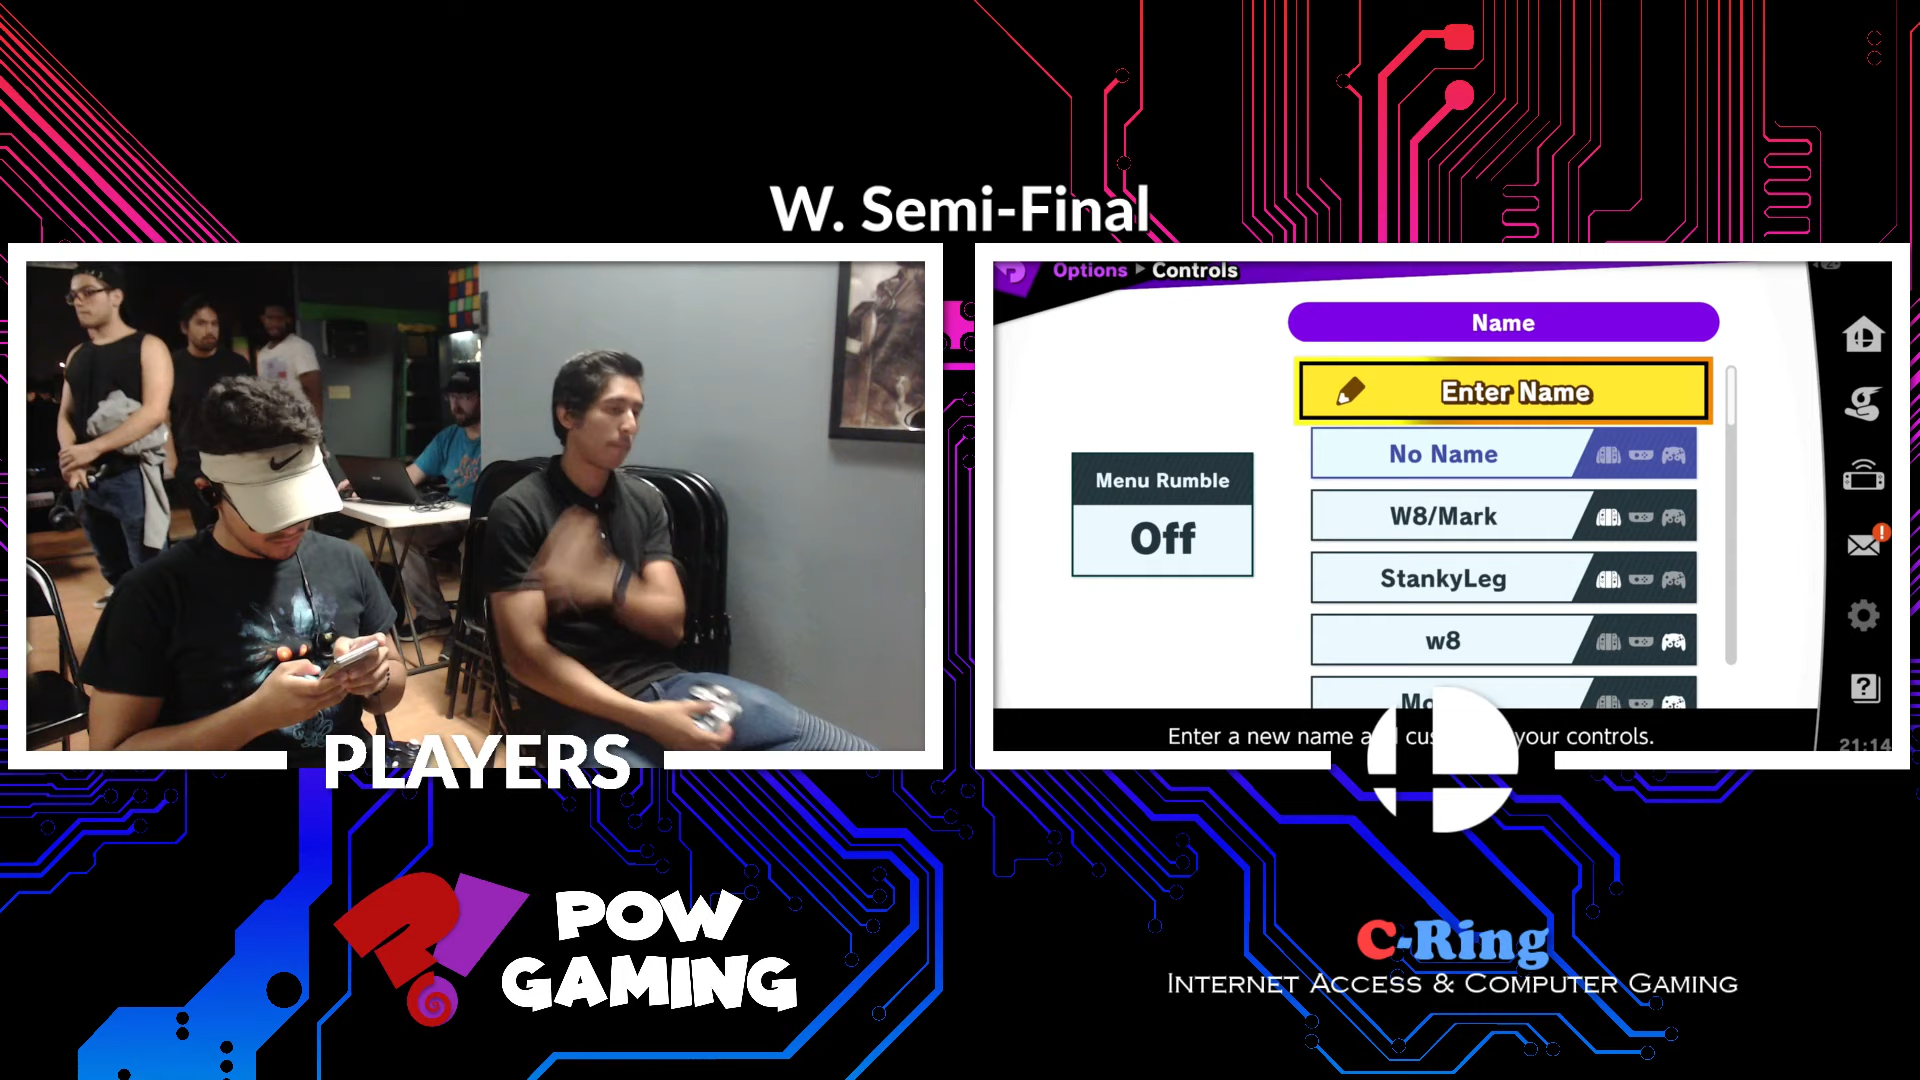 W. Semi-Final
Options ▸ Controls
Name
Enter Name
No Name
Menu Rumble
Off
W8/Mark
StankyLeg
w8
Enter a new name your controls.
21:14
PLAYERS
POW
GAMING
C-Ring
INTERNET ACCESS & COMPUTER GAMING